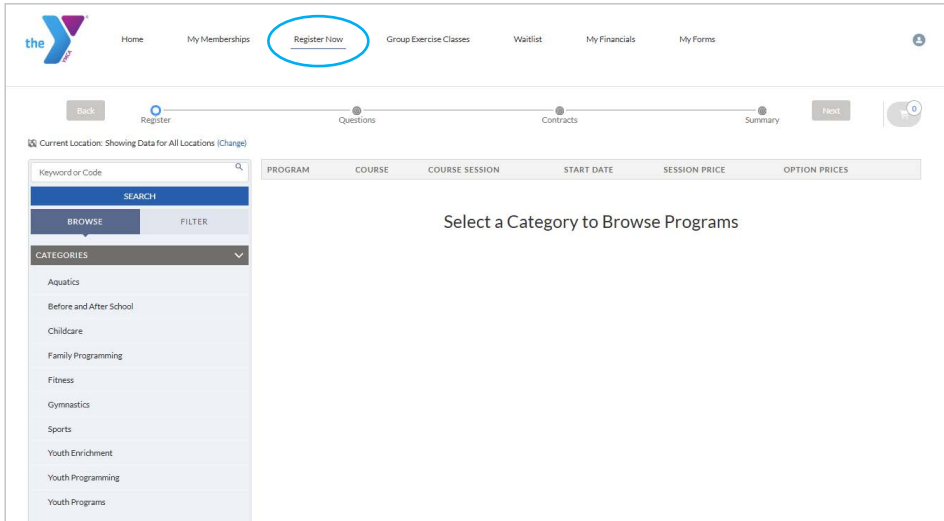 the
YMCA
Home My Memberships Register Now Group Exercise Classes Waitlist My Financials My Forms
Back Register Questions Contracts Summary Next 0
Current Location: Showing Data for All Locations (Change)
Keyword or Code
SEARCH
BROWSE FILTER
CATEGORIES
Aquatics
Before and After School
Childcare
Family Programming
Fitness
Gymnastics
Sports
Youth Enrichment
Youth Programming
Youth Programs
PROGRAM COURSE COURSE SESSION START DATE SESSION PRICE OPTION PRICES
Select a Category to Browse Programs